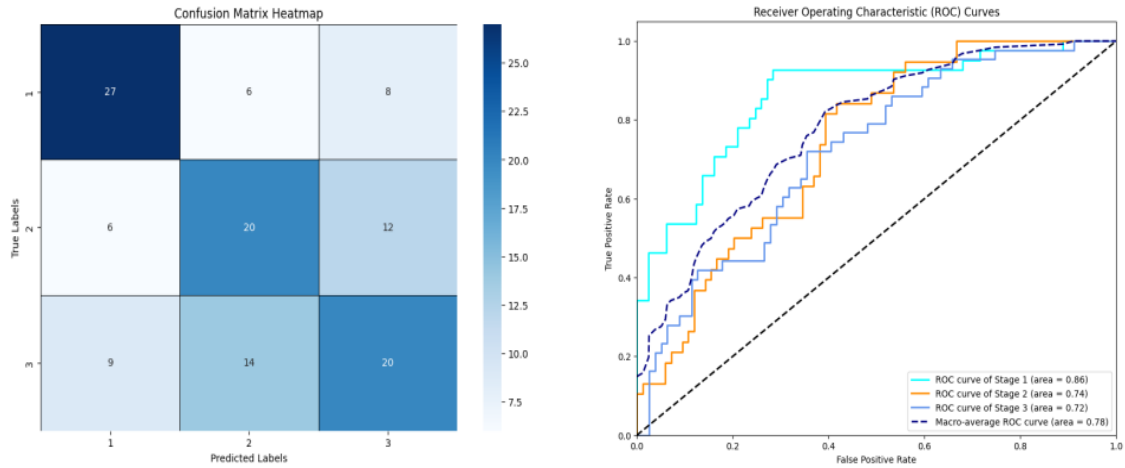 Confusion Matrix Heatmap
27 6 8
6 20 12
9 14 20
1
2
3
True Labels
1 2 3
Predicted Labels
25.0
22.5
20.0
17.5
15.0
12.5
10.0
7.5
Receiver Operating Characteristic (ROC) Curves
1.0
0.8
0.6
0.4
0.2
0.0
True Positive Rate
0.0 0.2 0.4 0.6 0.8 1.0
False Positive Rate
ROC curve of Stage 1 (area = 0.86)
ROC curve of Stage 2 (area = 0.74)
ROC curve of Stage 3 (area = 0.72)
Macro-average ROC curve (area = 0.78)